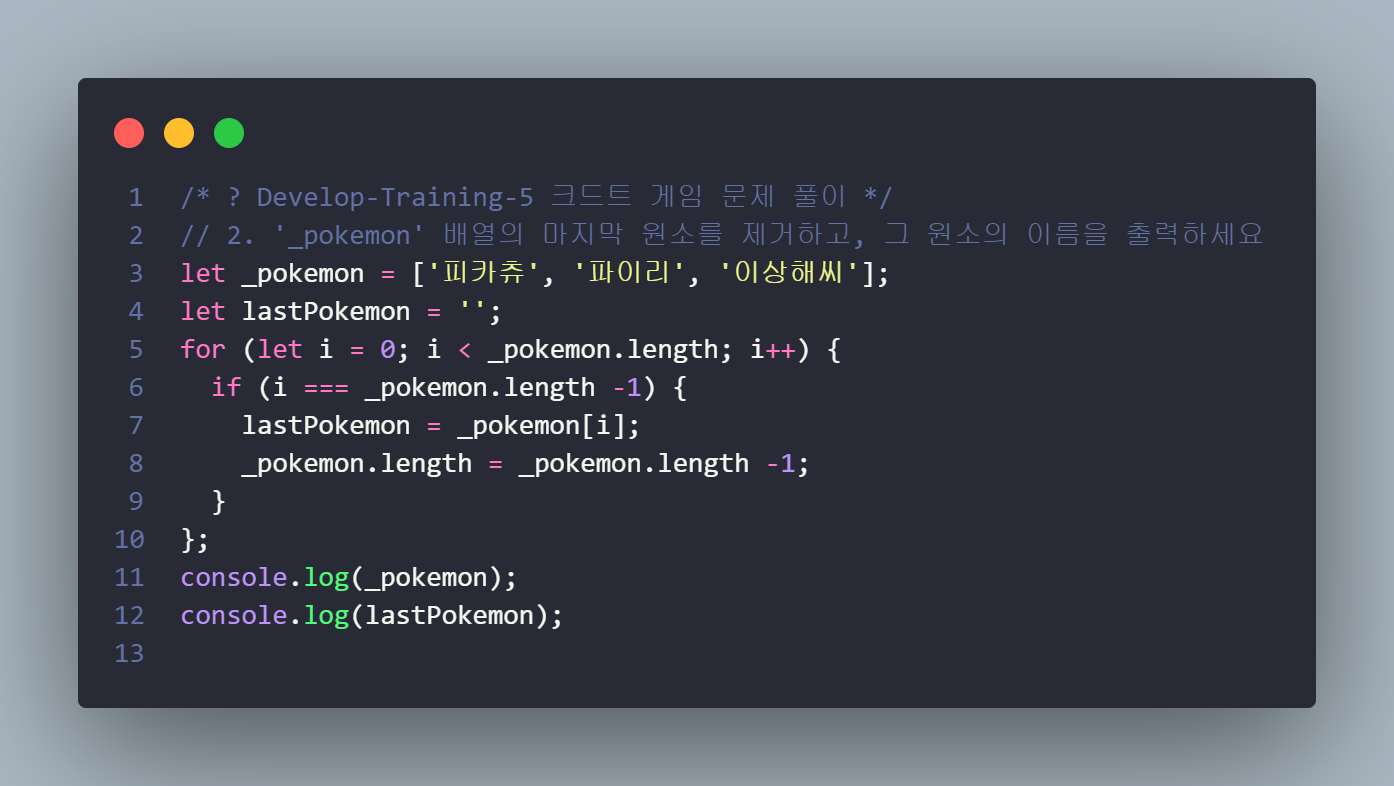 1 /* ? Develop-Training-5 크드트 게임 문제 풀이 */
2 // 2. '_pokemon' 배열의 마지막 원소를 제거하고, 그 원소의 이름을 출력하세요
3 let _pokemon = ['피카츄', '파이리', '이상해씨'];
4 let lastPokemon = '';
5 for (let i = 0; i < _pokemon.length; i++) {
6 if (i === _pokemon.length -1) {
7 lastPokemon = _pokemon[i];
8 _pokemon.length = _pokemon.length -1;
9 }
10 };
11 console.log(_pokemon);
12 console.log(lastPokemon);
13